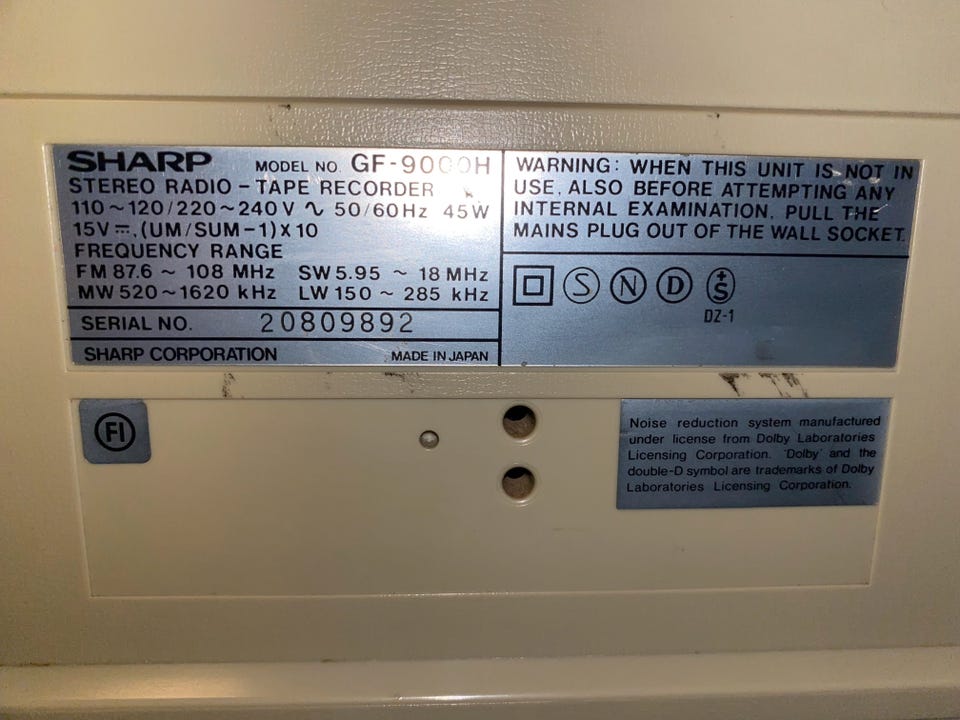 SHARP MODEL NO GF-9000H
STEREO RADIO - TAPE RECORDER
110~120/220~240V ∿ 50/60Hz 45W
15V ⎓, (UM/SUM-1)X10
FREQUENCY RANGE
FM 87.6 ~ 108 MHz SW 5.95 ~ 18 MHz
MW 520~1620 kHz LW 150 ~ 285 kHz
SERIAL NO. 20809892
SHARP CORPORATION MADE IN JAPAN
WARNING: WHEN THIS UNIT IS NOT IN
USE, ALSO BEFORE ATTEMPTING ANY
INTERNAL EXAMINATION, PULL THE
MAINS PLUG OUT OF THE WALL SOCKET.
S N D +S
DZ-1
FI
Noise reduction system manufactured
under license from Dolby Laboratories
Licensing Corporation. 'Dolby' and the
double-D symbol are trademarks of Dolby
Laboratories Licensing Corporation.